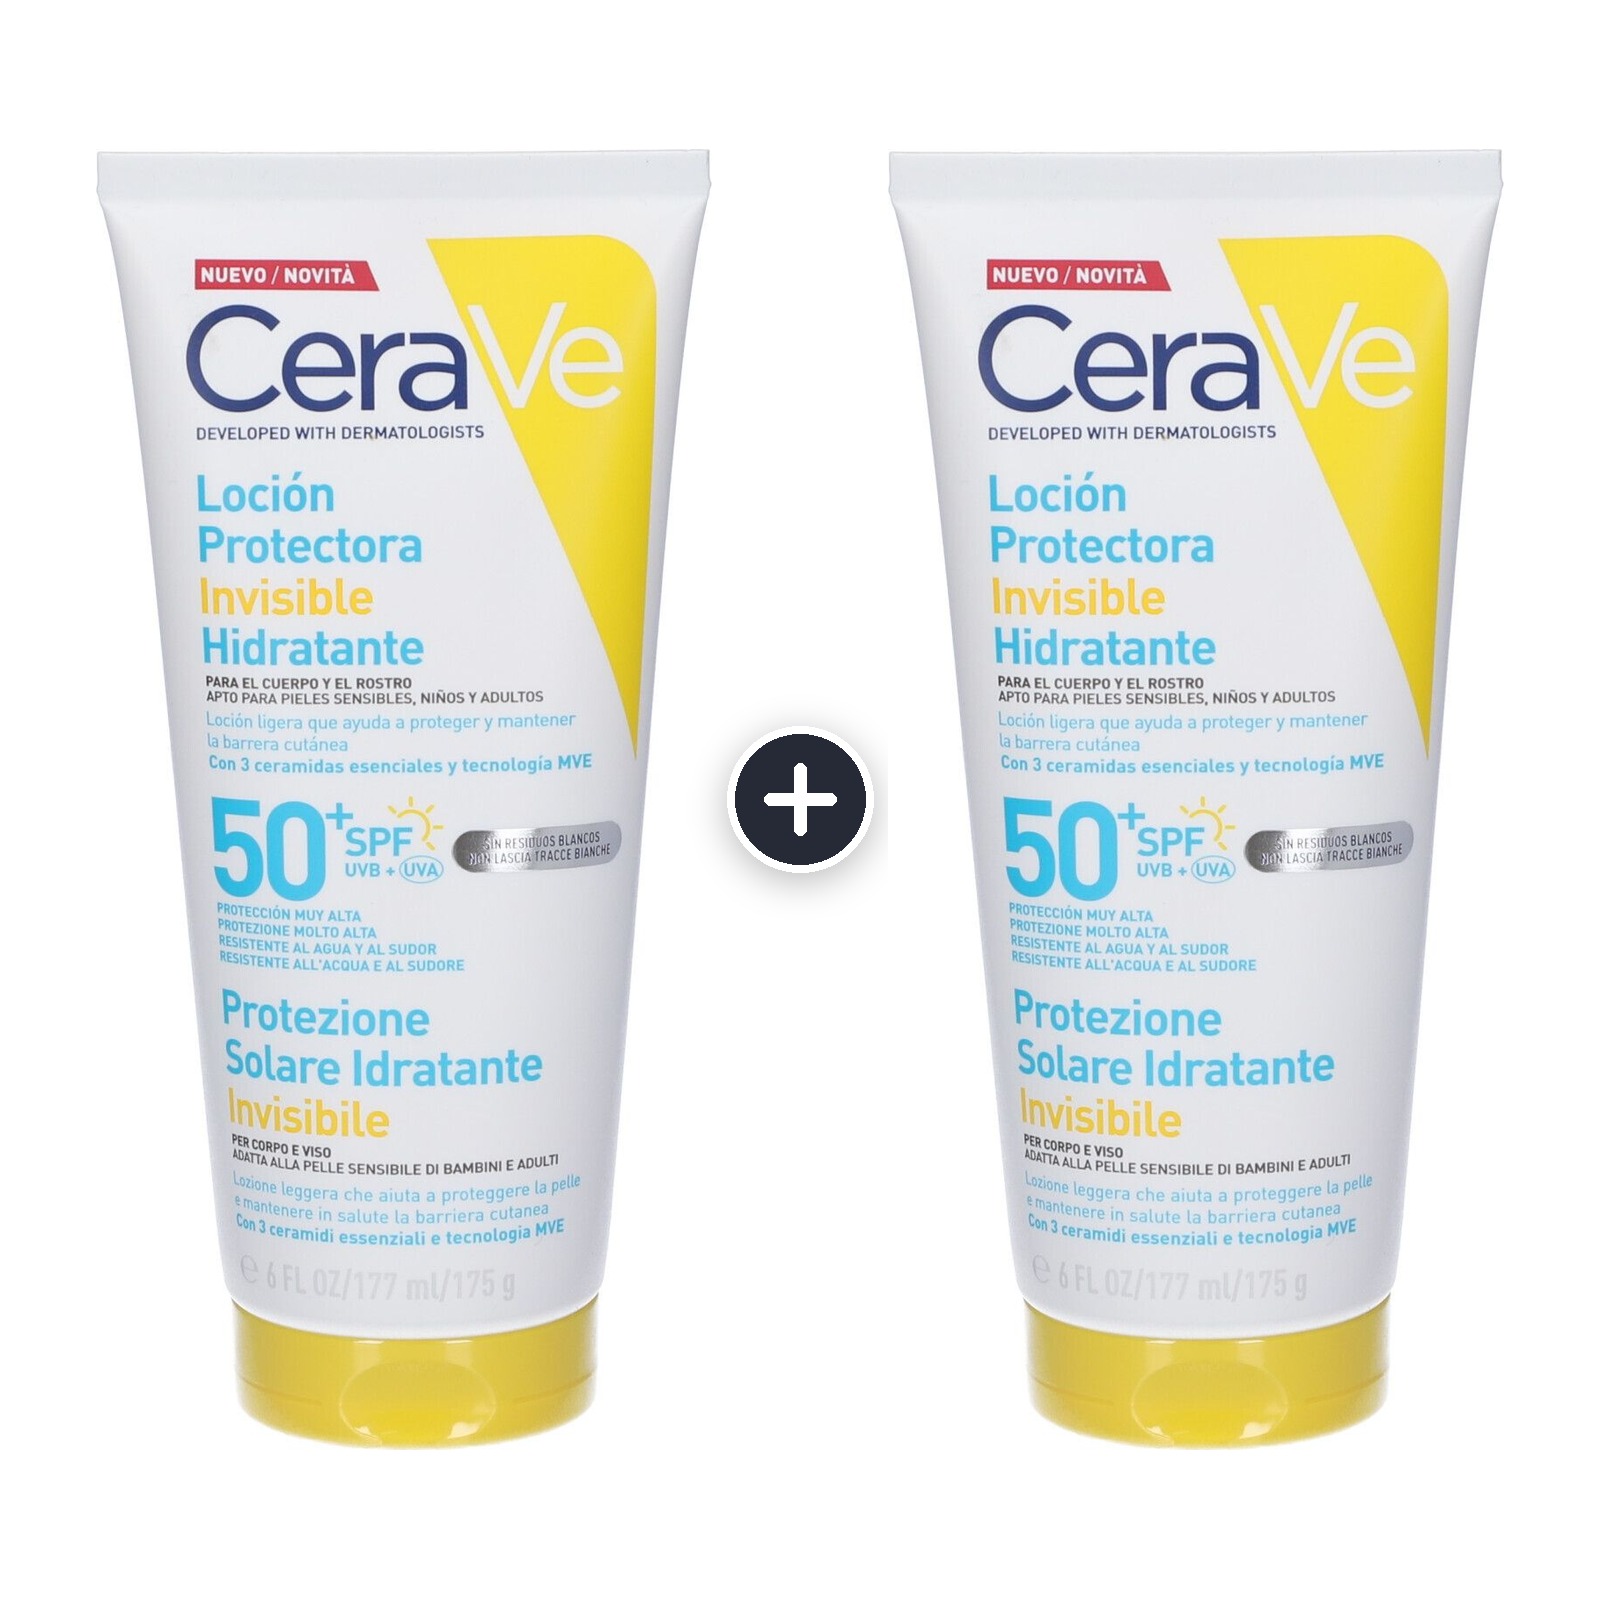 NUEVO / NOVITÀ
CeraVe
DEVELOPED WITH DERMATOLOGISTS
Loción
Protectora
Invisible
Hidratante
PARA EL CUERPO Y EL ROSTRO
APTO PARA PIELES SENSIBLES, NIÑOS Y ADULTOS
Loción ligera que ayuda a proteger y mantener
la barrera cutánea
Con 3 ceramidas esenciales y tecnología MVE
50+ SPF
UVB + UVA
SIN RESIDUOS BLANCOS
NON LASCIA TRACCE BIANCHE
PROTECCIÓN MUY ALTA
PROTEZIONE MOLTO ALTA
RESISTENTE AL AGUA Y AL SUDOR
RESISTENTE ALL'ACQUA E AL SUDORE
Protezione
Solare Idratante
Invisibile
PER CORPO E VISO
ADATTA ALLA PELLE SENSIBILE DI BAMBINI E ADULTI
Lozione leggera che aiuta a proteggere la pelle
e mantenere in salute la barriera cutanea
Con 3 ceramidi essenziali e tecnologia MVE
e 6 FL OZ/177 ml/175 g
NUEVO / NOVITÀ
CeraVe
DEVELOPED WITH DERMATOLOGISTS
Loción
Protectora
Invisible
Hidratante
PARA EL CUERPO Y EL ROSTRO
APTO PARA PIELES SENSIBLES, NIÑOS Y ADULTOS
Loción ligera que ayuda a proteger y mantener
la barrera cutánea
Con 3 ceramidas esenciales y tecnología MVE
50+ SPF
UVB + UVA
SIN RESIDUOS BLANCOS
NON LASCIA TRACCE BIANCHE
PROTECCIÓN MUY ALTA
PROTEZIONE MOLTO ALTA
RESISTENTE AL AGUA Y AL SUDOR
RESISTENTE ALL'ACQUA E AL SUDORE
Protezione
Solare Idratante
Invisibile
PER CORPO E VISO
ADATTA ALLA PELLE SENSIBILE DI BAMBINI E ADULTI
Lozione leggera che aiuta a proteggere la pelle
e mantenere in salute la barriera cutanea
Con 3 ceramidi essenziali e tecnologia MVE
e 6 FL OZ/177 ml/175 g